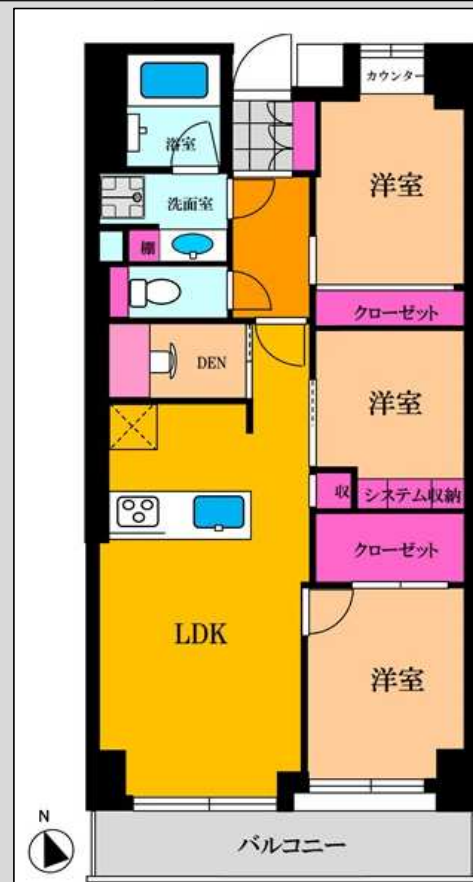 カウンター
浴室
洋室
洗面室
棚
クローゼット
DEN
洋室
収
システム収納
クローゼット
LDK
洋室
N
バルコニー